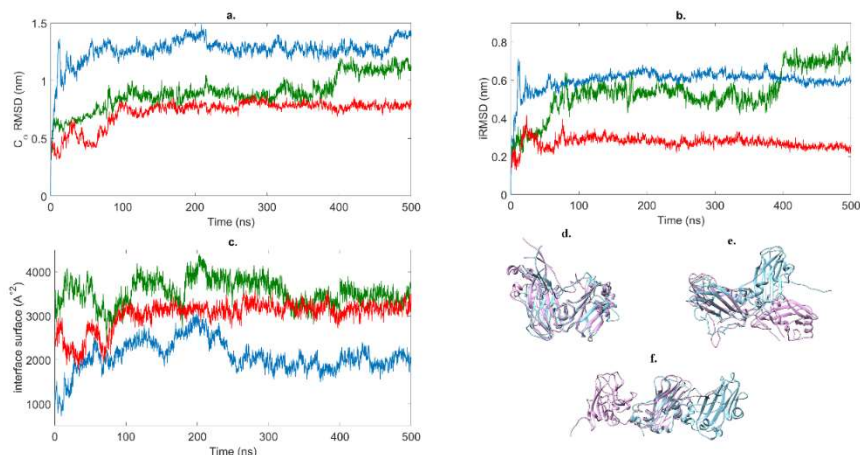 a.
1.5
1
0.5
0
C_α RMSD (nm)
0 100 200 300 400 500
Time (ns)
b.
0.8
0.6
0.4
0.2
0
iRMSD (nm)
0 100 200 300 400 500
Time (ns)
c.
4000
3000
2000
1000
interface surface (A^2)
0 100 200 300 400 500
Time (ns)
d.
e.
f.